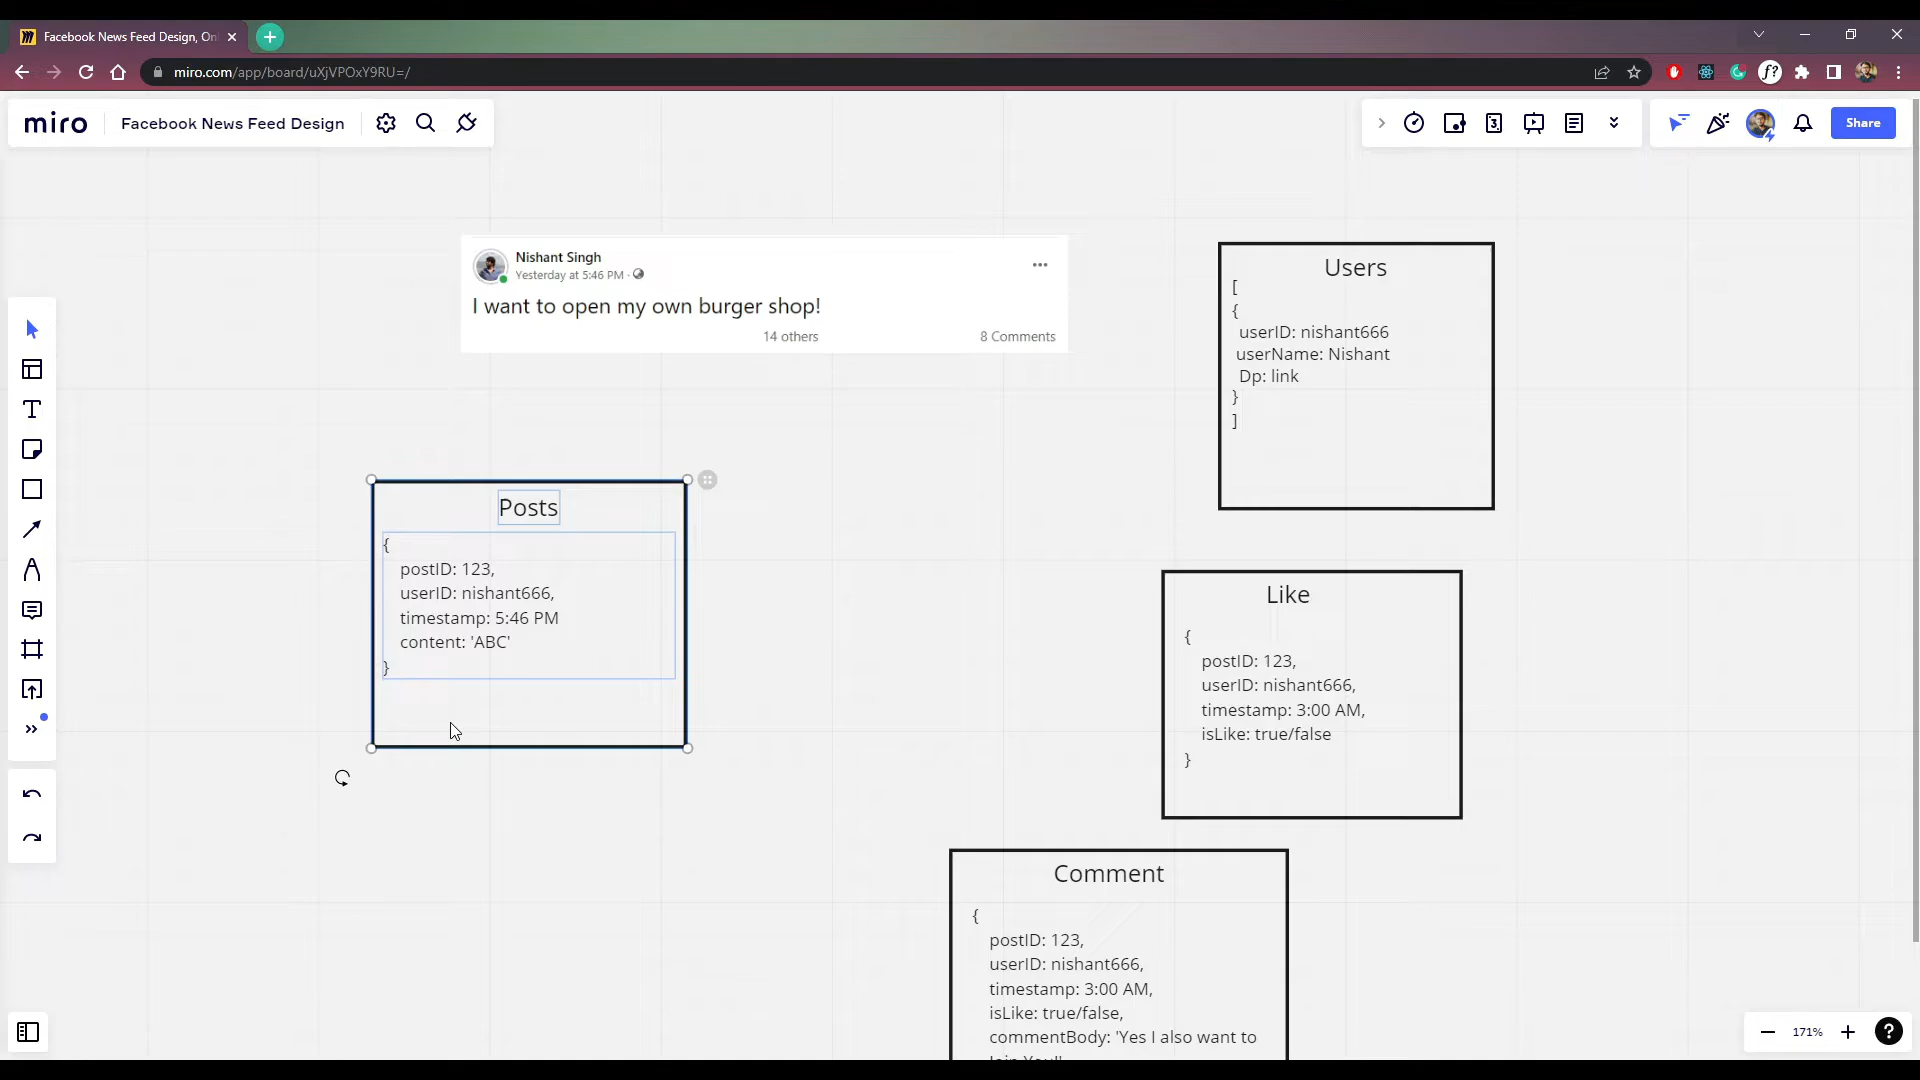 Facebook News Feed Design, On
miro.com/app/board/uXjVPOxY9RU=/
miro
Facebook News Feed Design
Share
Nishant Singh
Yesterday at 5:46 PM ·
I want to open my own burger shop!
14 others
8 Comments
Users
[
{
userID: nishant666
userName: Nishant
Dp: link
}
]
Posts
{
postID: 123,
userID: nishant666,
timestamp: 5:46 PM
content: 'ABC'
}
Like
{
postID: 123,
userID: nishant666,
timestamp: 3:00 AM,
isLike: true/false
}
Comment
{
postID: 123,
userID: nishant666,
timestamp: 3:00 AM,
isLike: true/false,
commentBody: 'Yes I also want to
171%